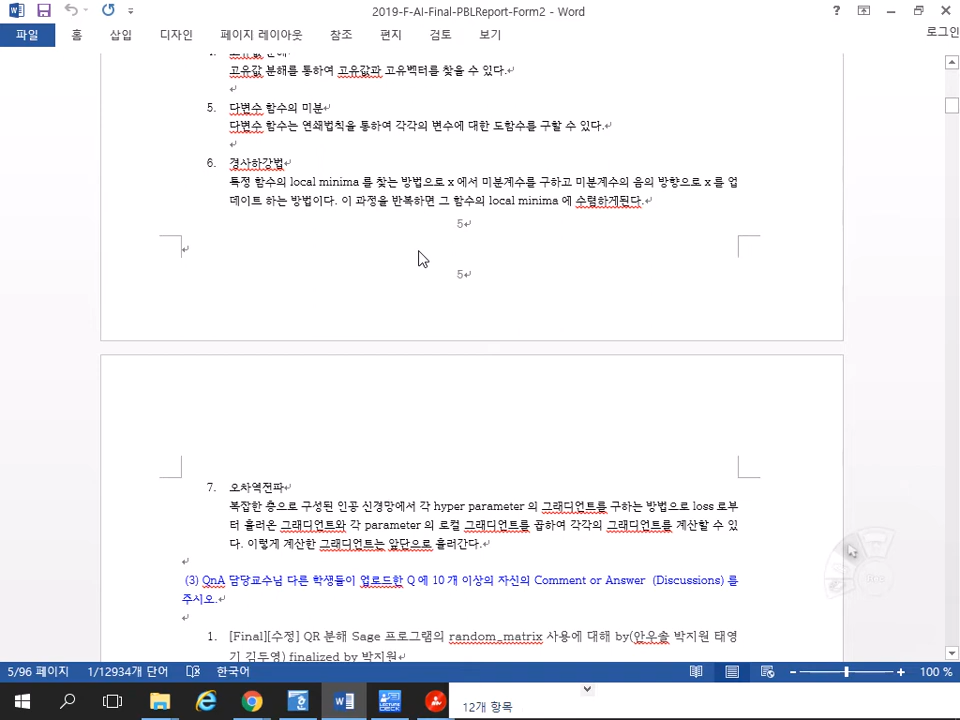 2019-F-AI-Final-PBLReport-Form2 - Word
파일 홈 삽입 디자인 페이지 레이아웃 참조 편지 검토 보기 로그인
고유값 분해를 통하여 고유값과 고유벡터를 찾을 수 있다.
5. 다변수 함수의 미분
다변수 함수는 연쇄법칙을 통하여 각각의 변수에 대한 도함수를 구할 수 있다.
6. 경사하강법
특정 함수의 local minima 를 찾는 방법으로 x 에서 미분계수를 구하고 미분계수의 음의 방향으로 x 를 업
데이트 하는 방법이다. 이 과정을 반복하면 그 함수의 local minima 에 수렴하게된다.
5
5
7. 오차역전파
복잡한 층으로 구성된 인공 신경망에서 각 hyper parameter 의 그래디언트를 구하는 방법으로 loss 로부
터 흘러온 그래디언트와 각 parameter 의 로컬 그래디언트를 곱하여 각각의 그래디언트를 계산할 수 있
다. 이렇게 계산한 그래디언트는 앞단으로 흘러간다.
(3) QnA 담당교수님 다른 학생들이 업로드한 Q 에 10 개 이상의 자신의 Comment or Answer (Discussions) 를
주시오.
1. [Final][수정] QR 분해 Sage 프로그램의 random_matrix 사용에 대해 by(안우솔 박지원 태영
기 김두영) finalized by 박지원
5/96 페이지 1/12934개 단어 한국어 100 %
12개 항목